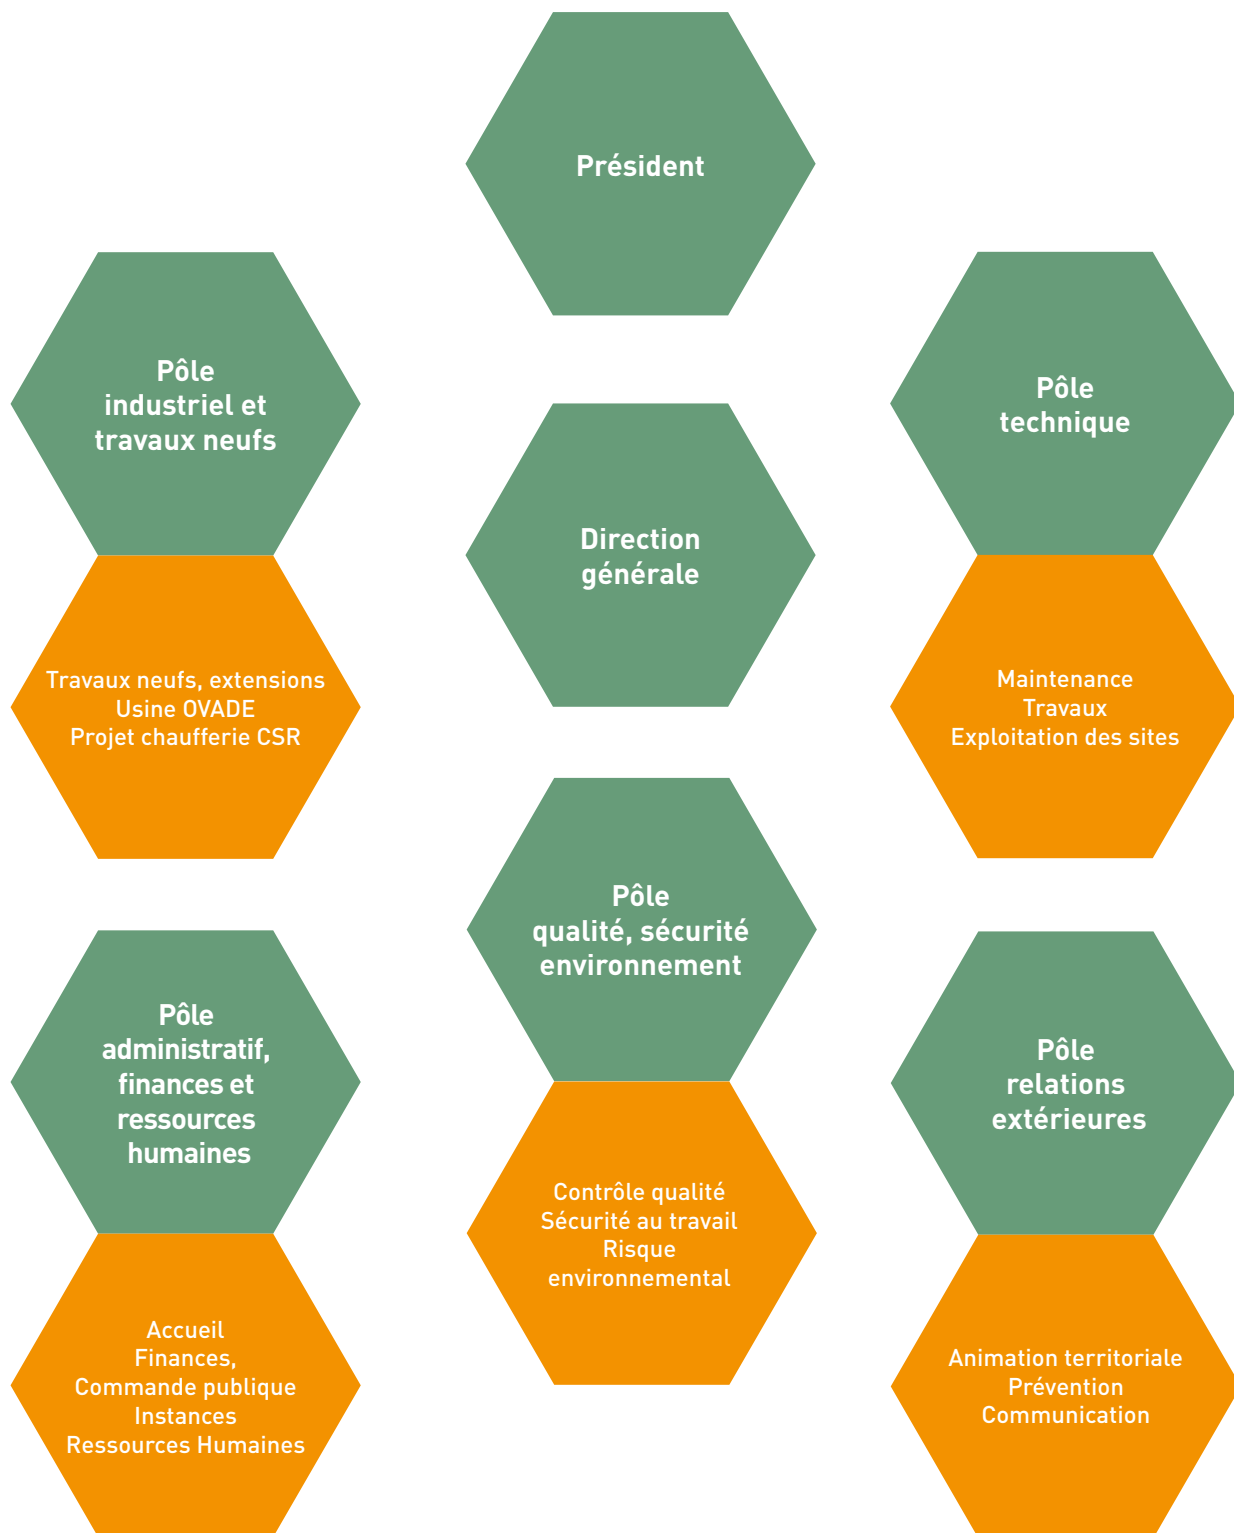 Président
Pôle
industriel et
travaux neufs
Pôle
technique
Direction
générale
Travaux neufs, extensions
Usine OVADE
Projet chaufferie CSR
Maintenance
Travaux
Exploitation des sites
Pôle
qualité, sécurité
environnement
Pôle
administratif,
finances et
ressources
humaines
Pôle
relations
extérieures
Contrôle qualité
Sécurité au travail
Risque
environnemental
Accueil
Finances,
Commande publique
Instances
Ressources Humaines
Animation territoriale
Prévention
Communication